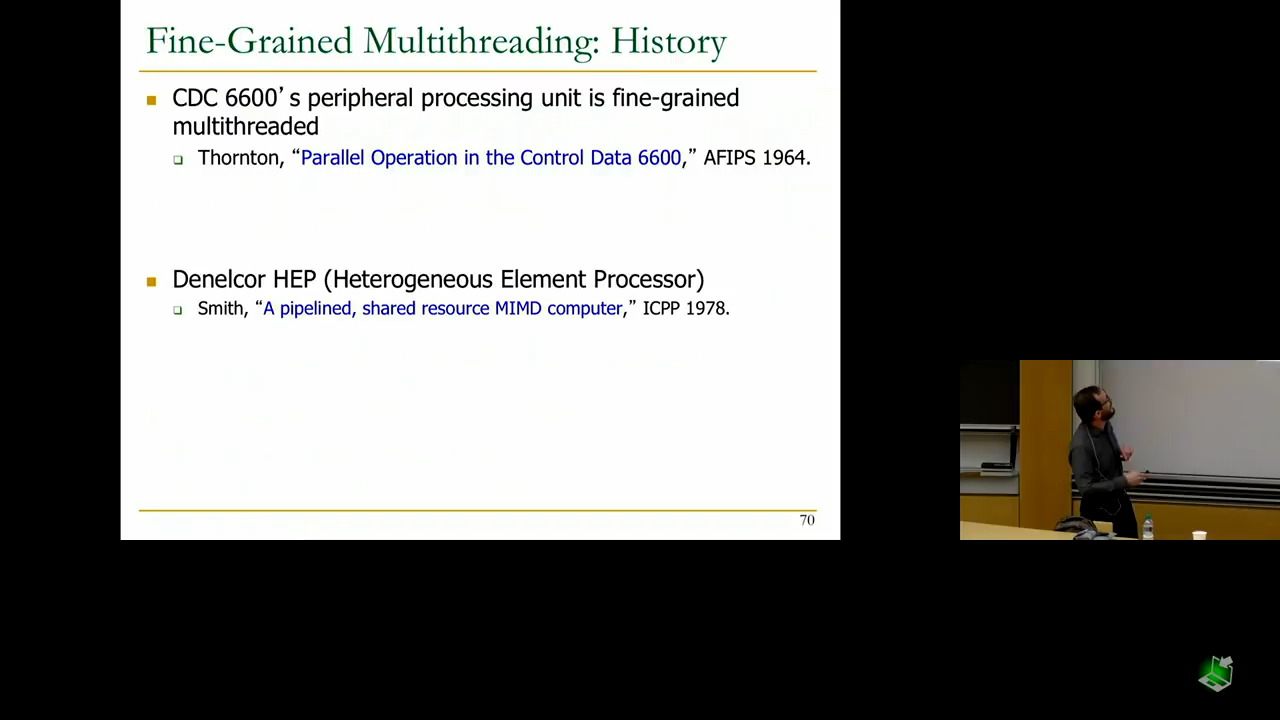 Fine-Grained Multithreading: History
CDC 6600's peripheral processing unit is fine-grained
multithreaded
Thornton, “Parallel Operation in the Control Data 6600,” AFIPS 1964.
Denelcor HEP (Heterogeneous Element Processor)
Smith, “A pipelined, shared resource MIMD computer,” ICPP 1978.
70